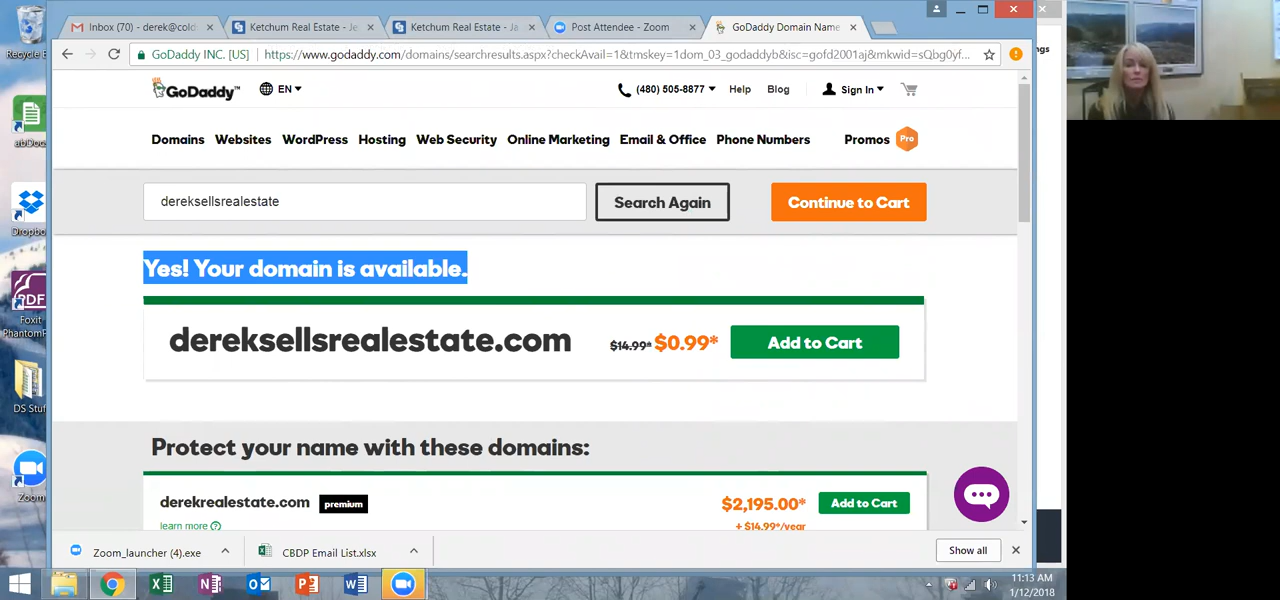 Recycle B
abDoc
Dropbo
Foxit
PhantomP
DS Stuf
Zoom
Inbox (70) - derek@cold
Ketchum Real Estate - Je
Ketchum Real Estate - Ja
Post Attendee - Zoom
GoDaddy Domain Name
GoDaddy INC. [US] https://www.godaddy.com/domains/searchresults.aspx?checkAvail=1&tmskey=1dom_03_godaddyb&isc=gofd2001aj&mkwid=sQbg0yf...
ngs
GoDaddy™ EN (480) 505-8877 Help Blog Sign In
Domains Websites WordPress Hosting Web Security Online Marketing Email & Office Phone Numbers Promos Pro
dereksellsrealestate Search Again Continue to Cart
Yes! Your domain is available.
dereksellsrealestate.com $14.99* $0.99* Add to Cart
Protect your name with these domains:
derekrealestate.com premium $2,195.00* Add to Cart
learn more ? + $14.99*/year
Zoom_launcher (4).exe CBDP Email List.xlsx Show all
11:13 AM
1/12/2018